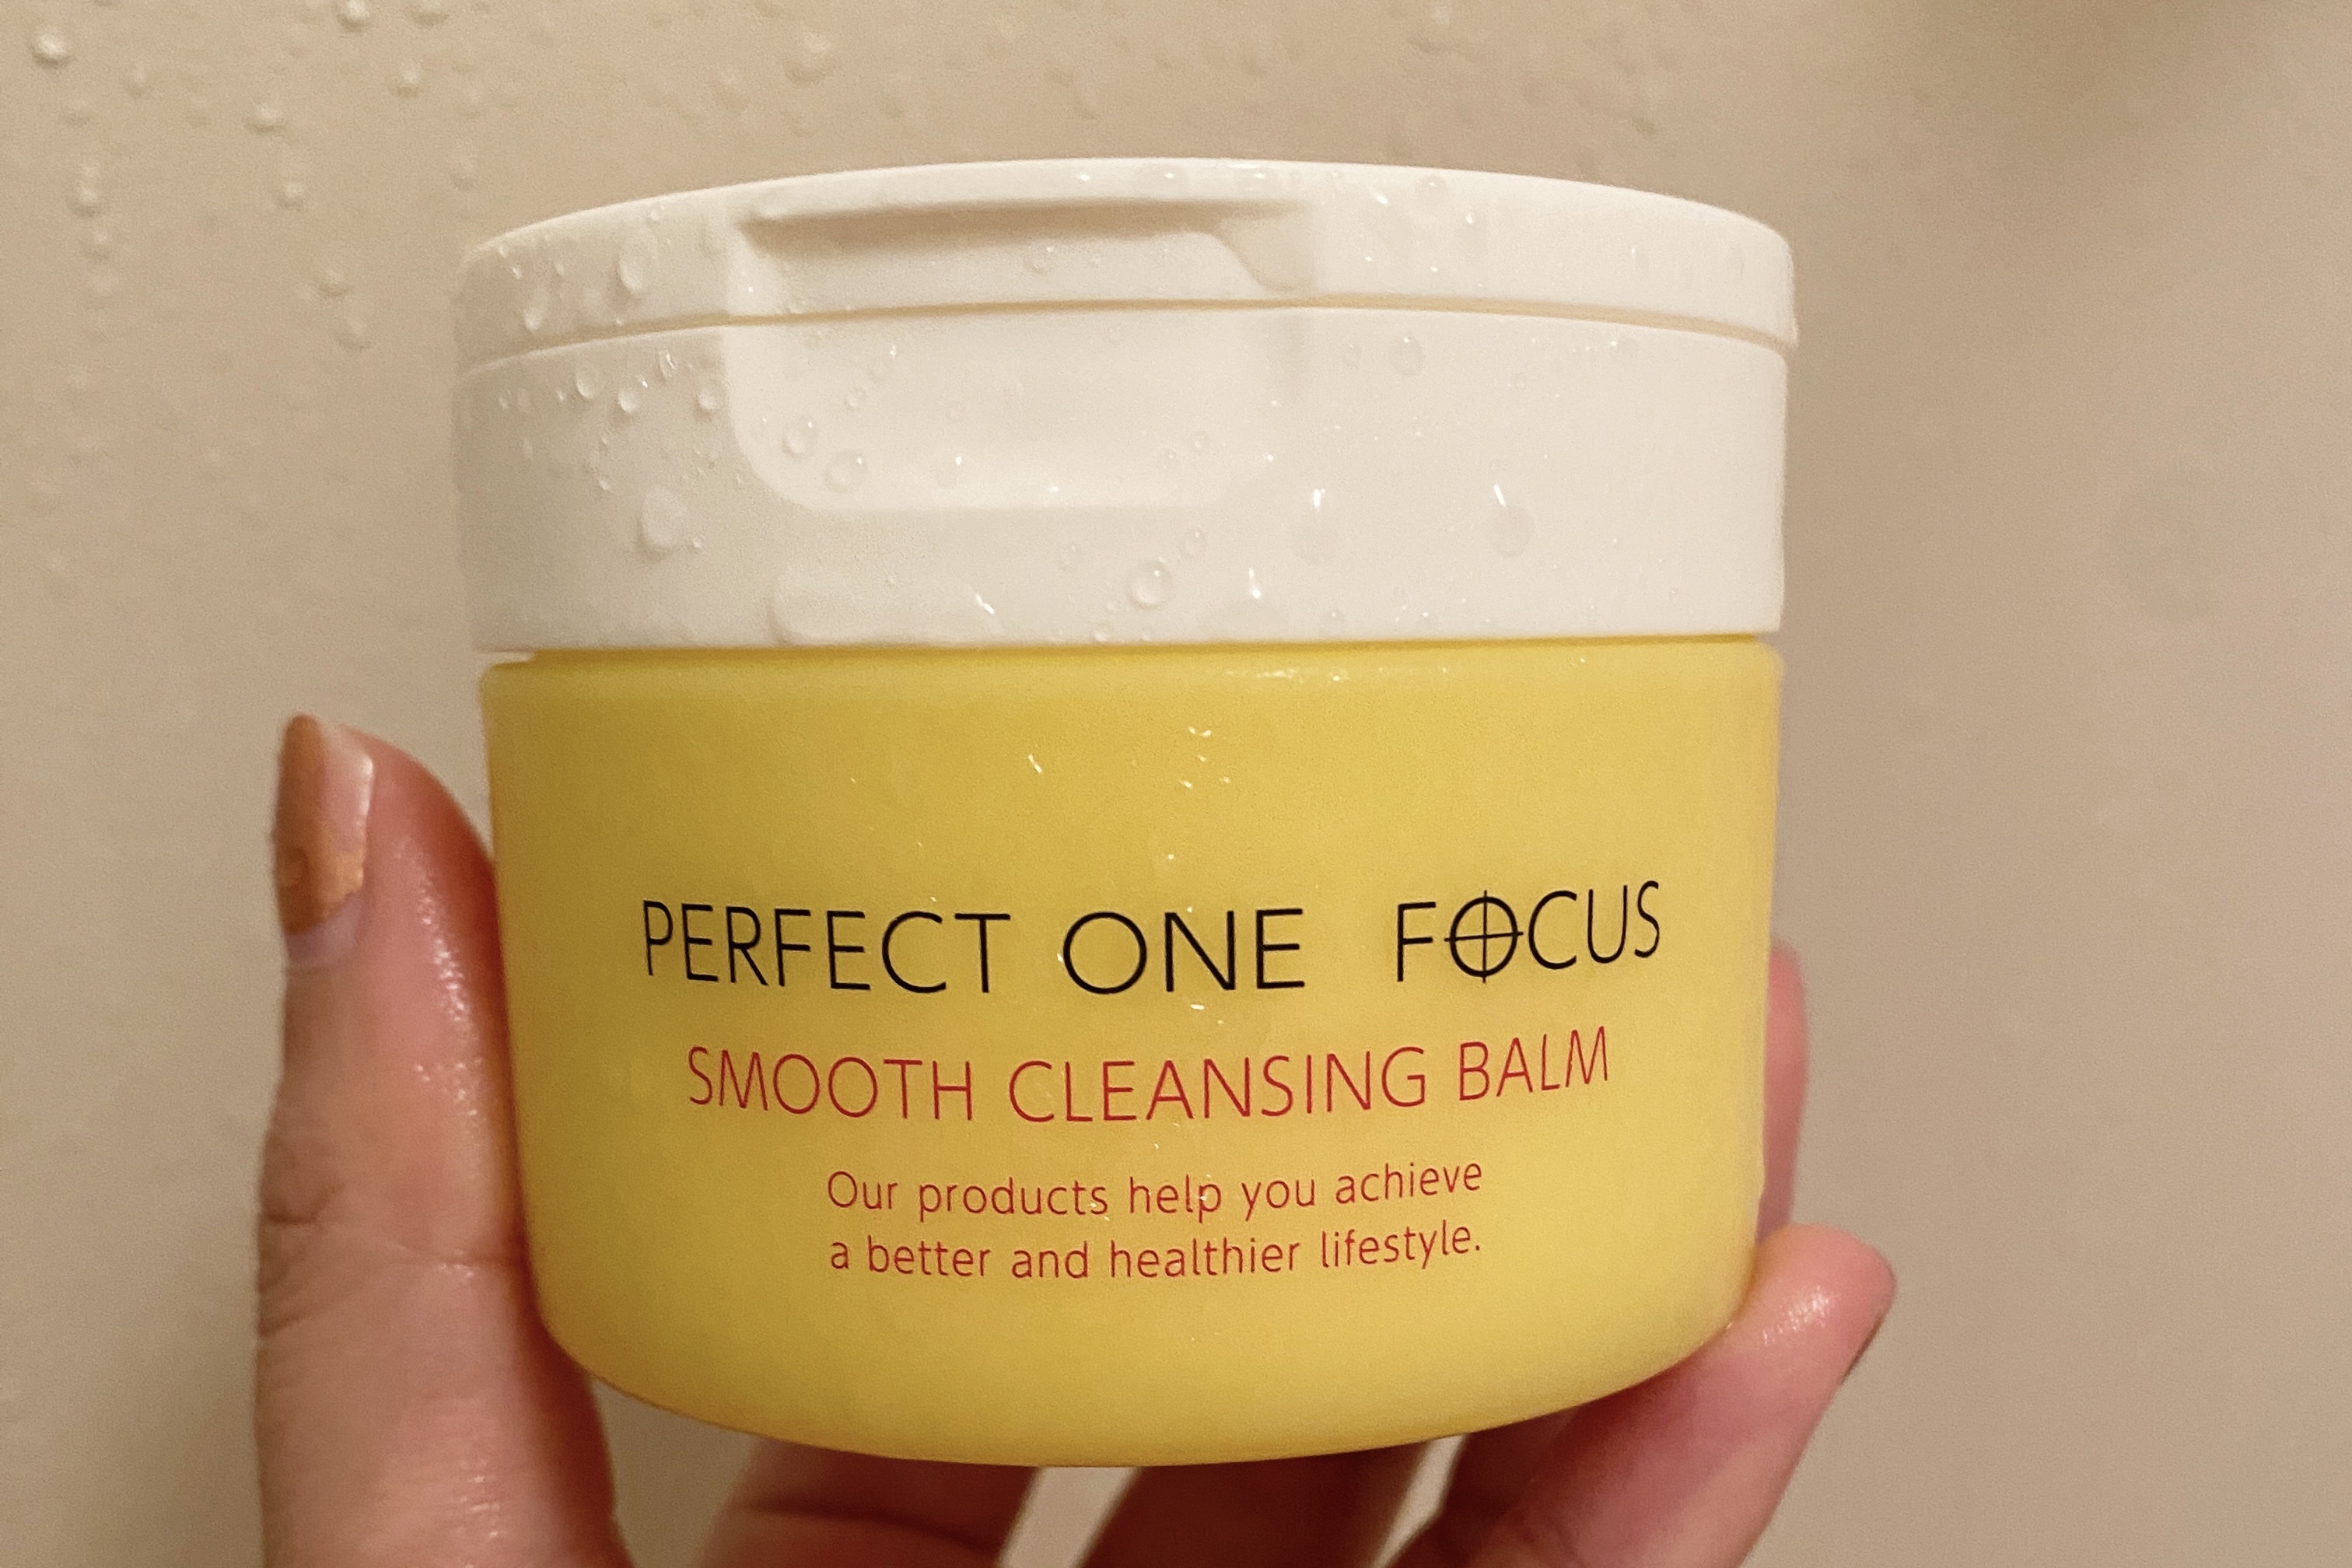 PERFECT ONE FOCUS
SMOOTH CLEANSING BALM
Our products help you achieve
a better and healthier lifestyle.